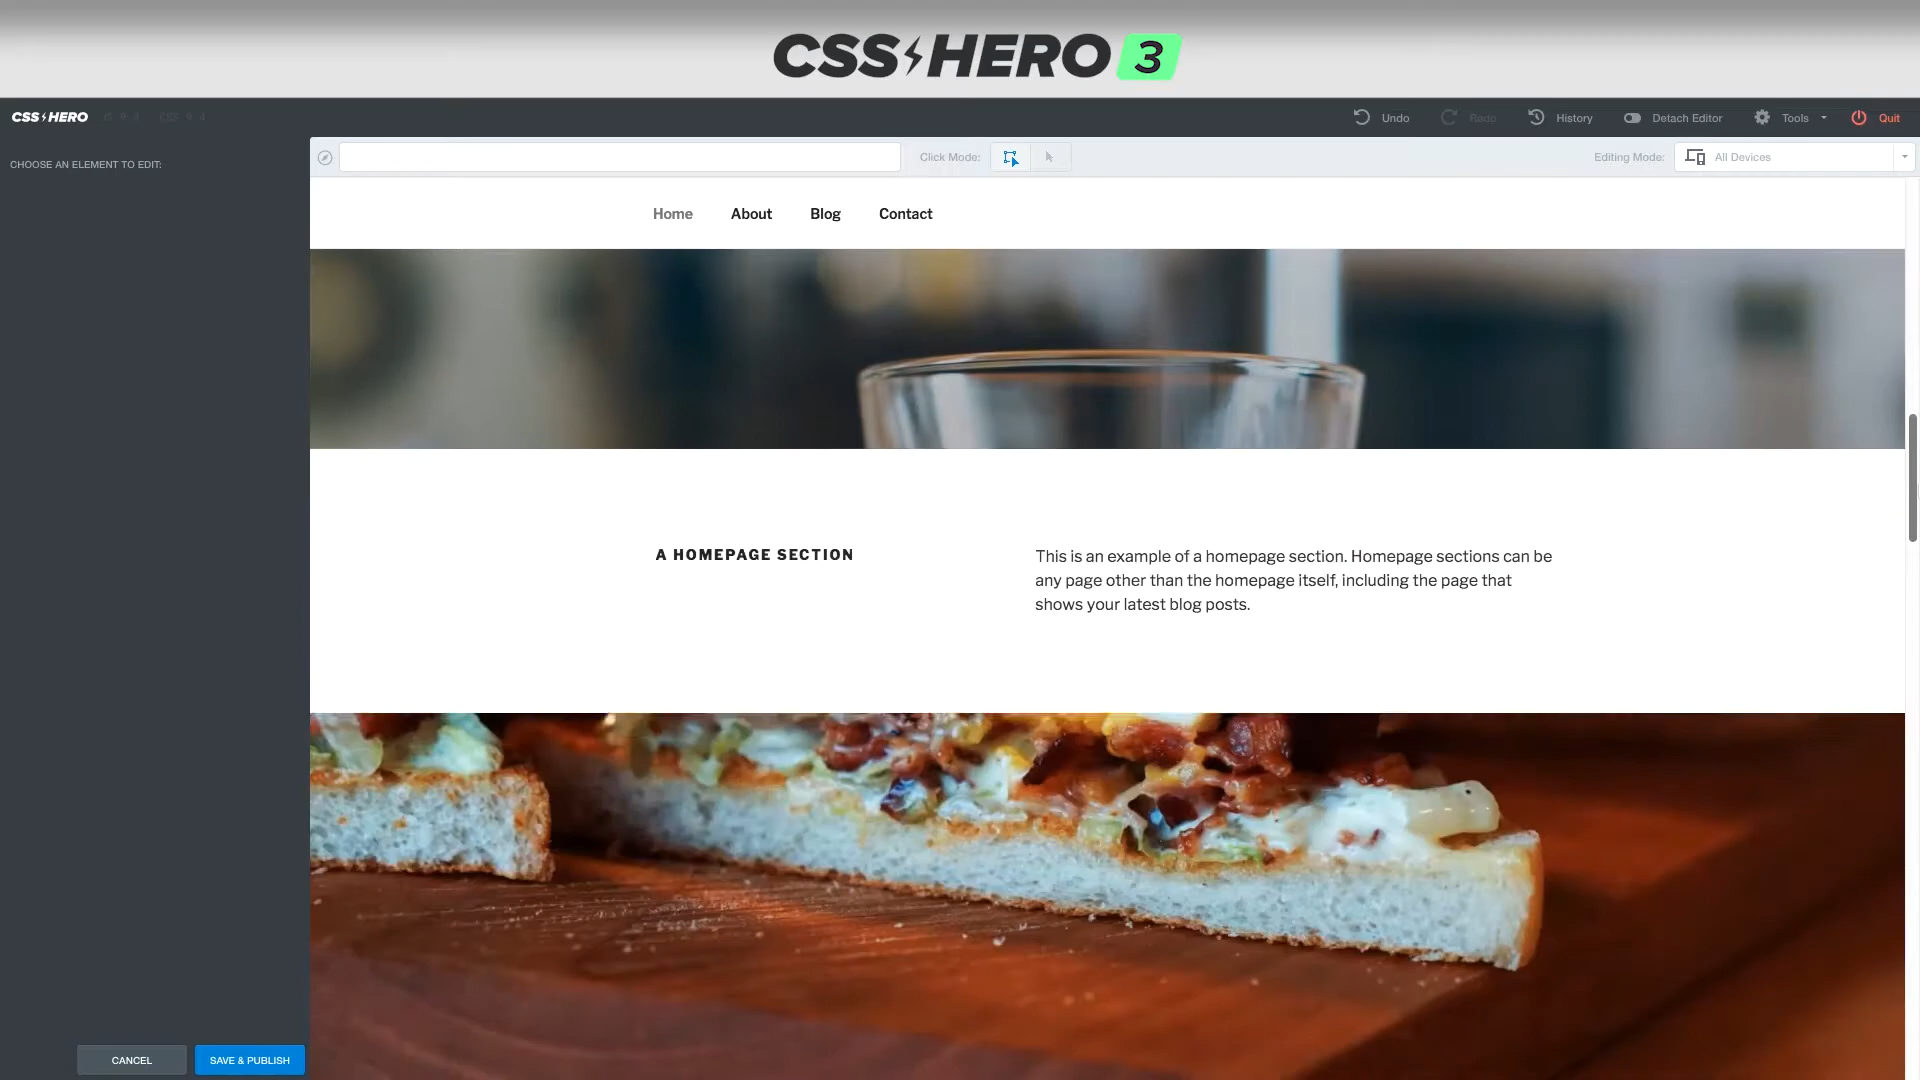 CSS HERO 3
CSS HERO
Undo
Redo
History
Detach Editor
Tools
Quit
CHOOSE AN ELEMENT TO EDIT:
Click Mode:
Editing Mode:
All Devices
Home
About
Blog
Contact
A HOMEPAGE SECTION
This is an example of a homepage section. Homepage sections can be
any page other than the homepage itself, including the page that
shows your latest blog posts.
CANCEL
SAVE & PUBLISH